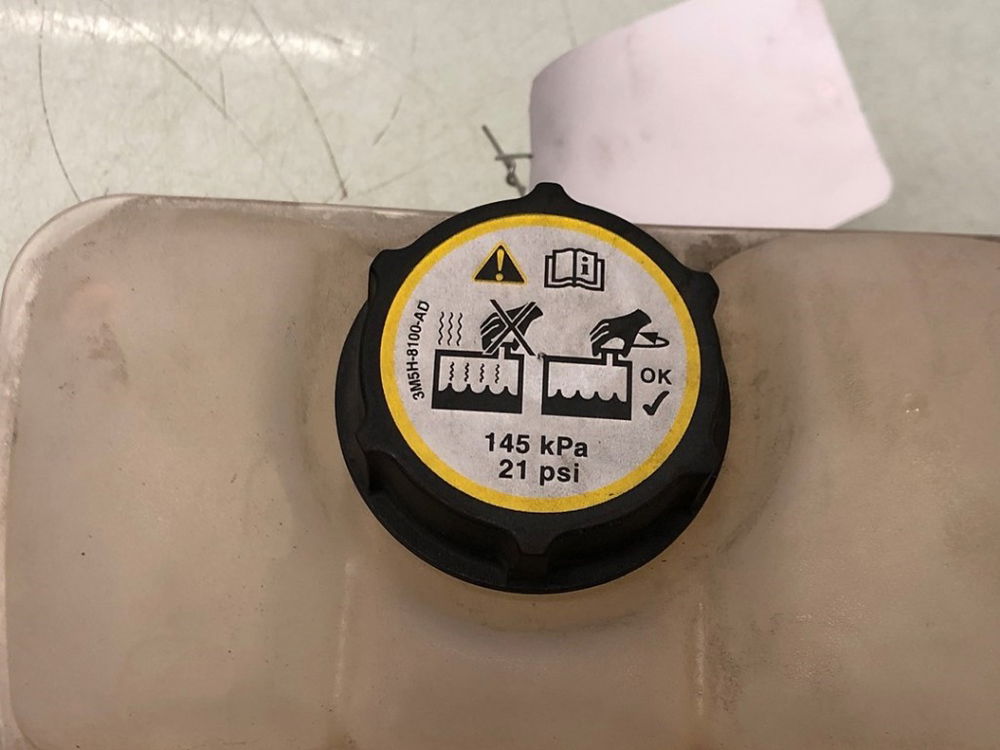 3M5H-8100-AD
OK
145 kPa
21 psi